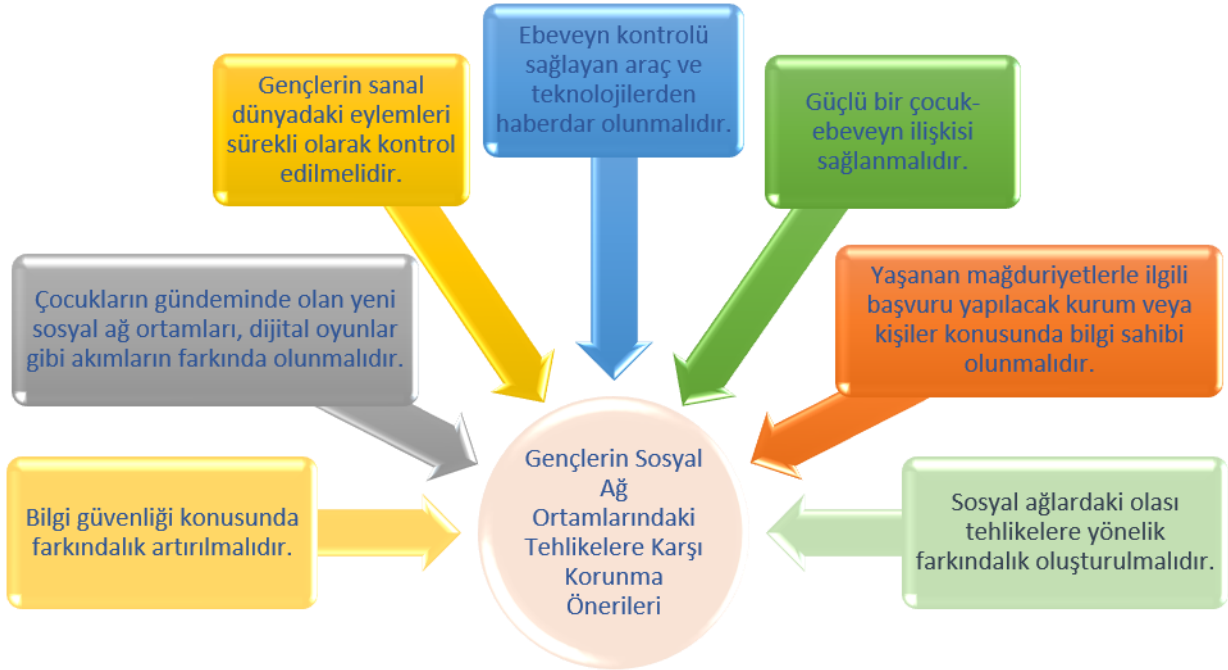 Ebeveyn kontrolü
sağlayan araç ve
teknolojilerden
haberdar olunmalıdır.
Gençlerin sanal
dünyadaki eylemleri
sürekli olarak kontrol
edilmelidir.
Güçlü bir çocuk-
ebeveyn ilişkisi
sağlanmalıdır.
Çocukların gündeminde olan yeni
sosyal ağ ortamları, dijital oyunlar
gibi akımların farkında olunmalıdır.
Yaşanan mağduriyetlerle ilgili
başvuru yapılacak kurum veya
kişiler konusunda bilgi sahibi
olunmalıdır.
Bilgi güvenliği konusunda
farkındalık artırılmalıdır.
Gençlerin Sosyal
Ağ
Ortamlarındaki
Tehlikelere Karşı
Korunma
Önerileri
Sosyal ağlardaki olası
tehlikelere yönelik
farkındalık oluşturulmalıdır.